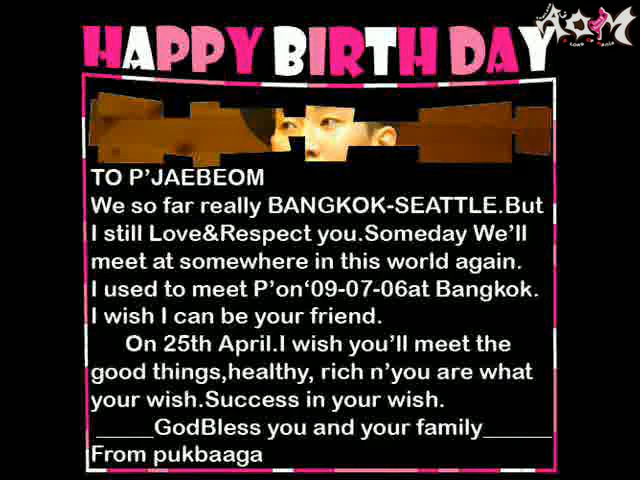 HAPPY BIRTH DAY
AOM
TO P’JAEBEOM
We so far really BANGKOK-SEATTLE.But
I still Love&Respect you.Someday We’ll
meet at somewhere in this world again.
I used to meet P’on‘09-07-06at Bangkok.
I wish I can be your friend.
On 25th April.I wish you’ll meet the
good things,healthy, rich n’you are what
your wish.Success in your wish.
_____GodBless you and your family______
From pukbaaga